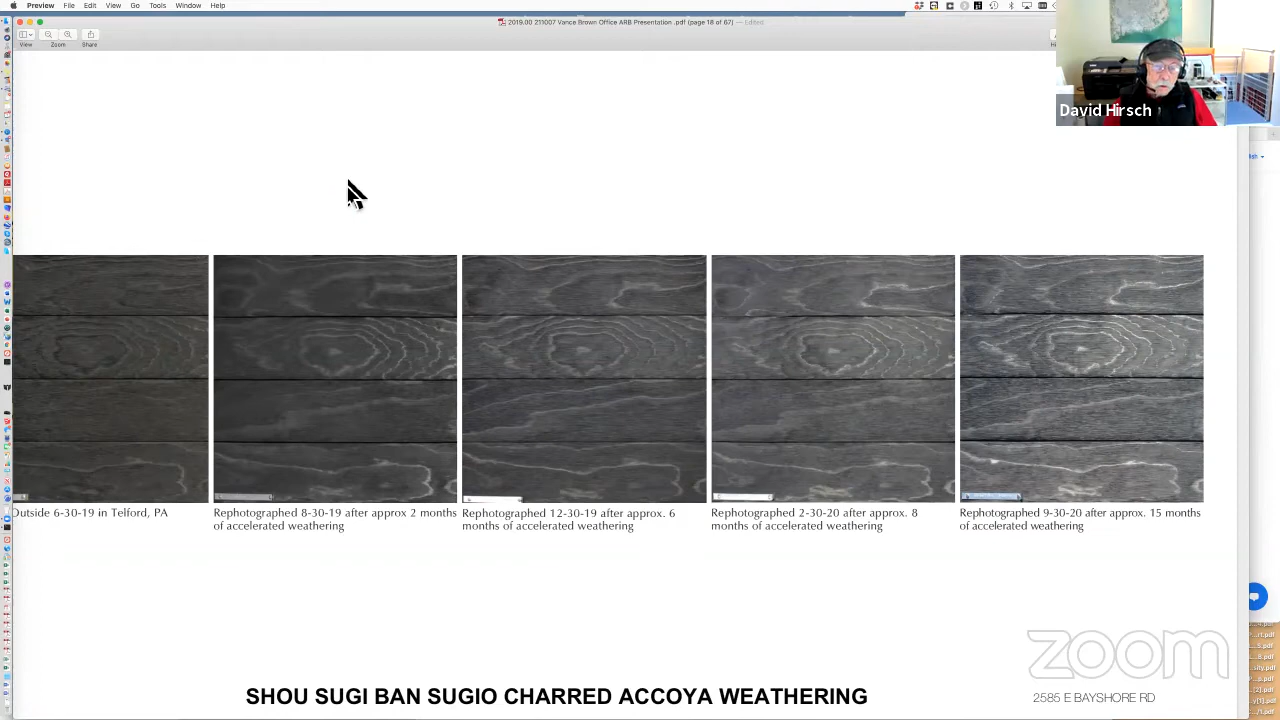 Preview File Edit View Go Tools Window Help
2019.00 211007 Vance Brown Office ARB Presentation .pdf (page 18 of 67) — Edited
View Zoom Share
David Hirsch
Outside 6-30-19 in Telford, PA
Rephotographed 8-30-19 after approx 2 months
of accelerated weathering
Rephotographed 12-30-19 after approx. 6
months of accelerated weathering
Rephotographed 2-30-20 after approx. 8
months of accelerated weathering
Rephotographed 9-30-20 after approx. 15 months
of accelerated weathering
zoom
SHOU SUGI BAN SUGIO CHARRED ACCOYA WEATHERING
2585 E BAYSHORE RD